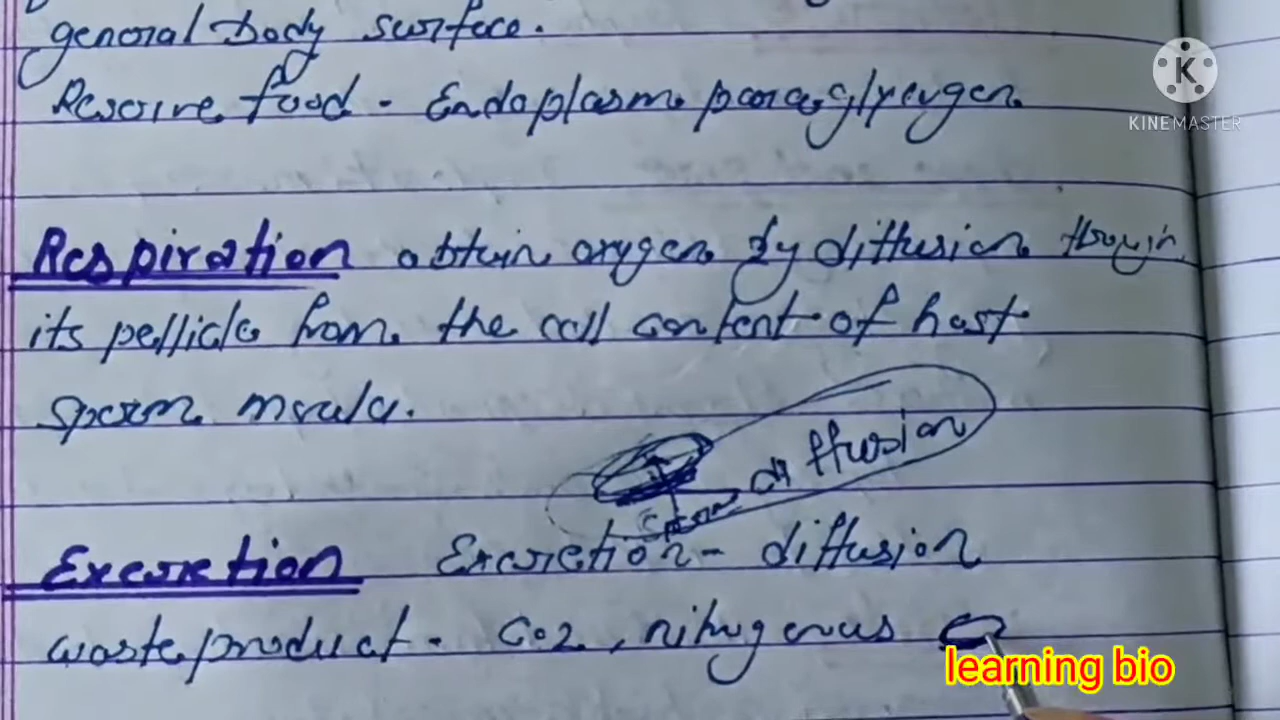 general body surface.
Reserve food - Endoplasm paraglycogen
Respiration obtain oxygen by diffusion through
its pellicle from the cell content of host
sperm morula.
diffusion
sperm
Excretion Excretion - diffusion
waste product - CO2, nitrogenous
K
KINEMASTER
learning bio